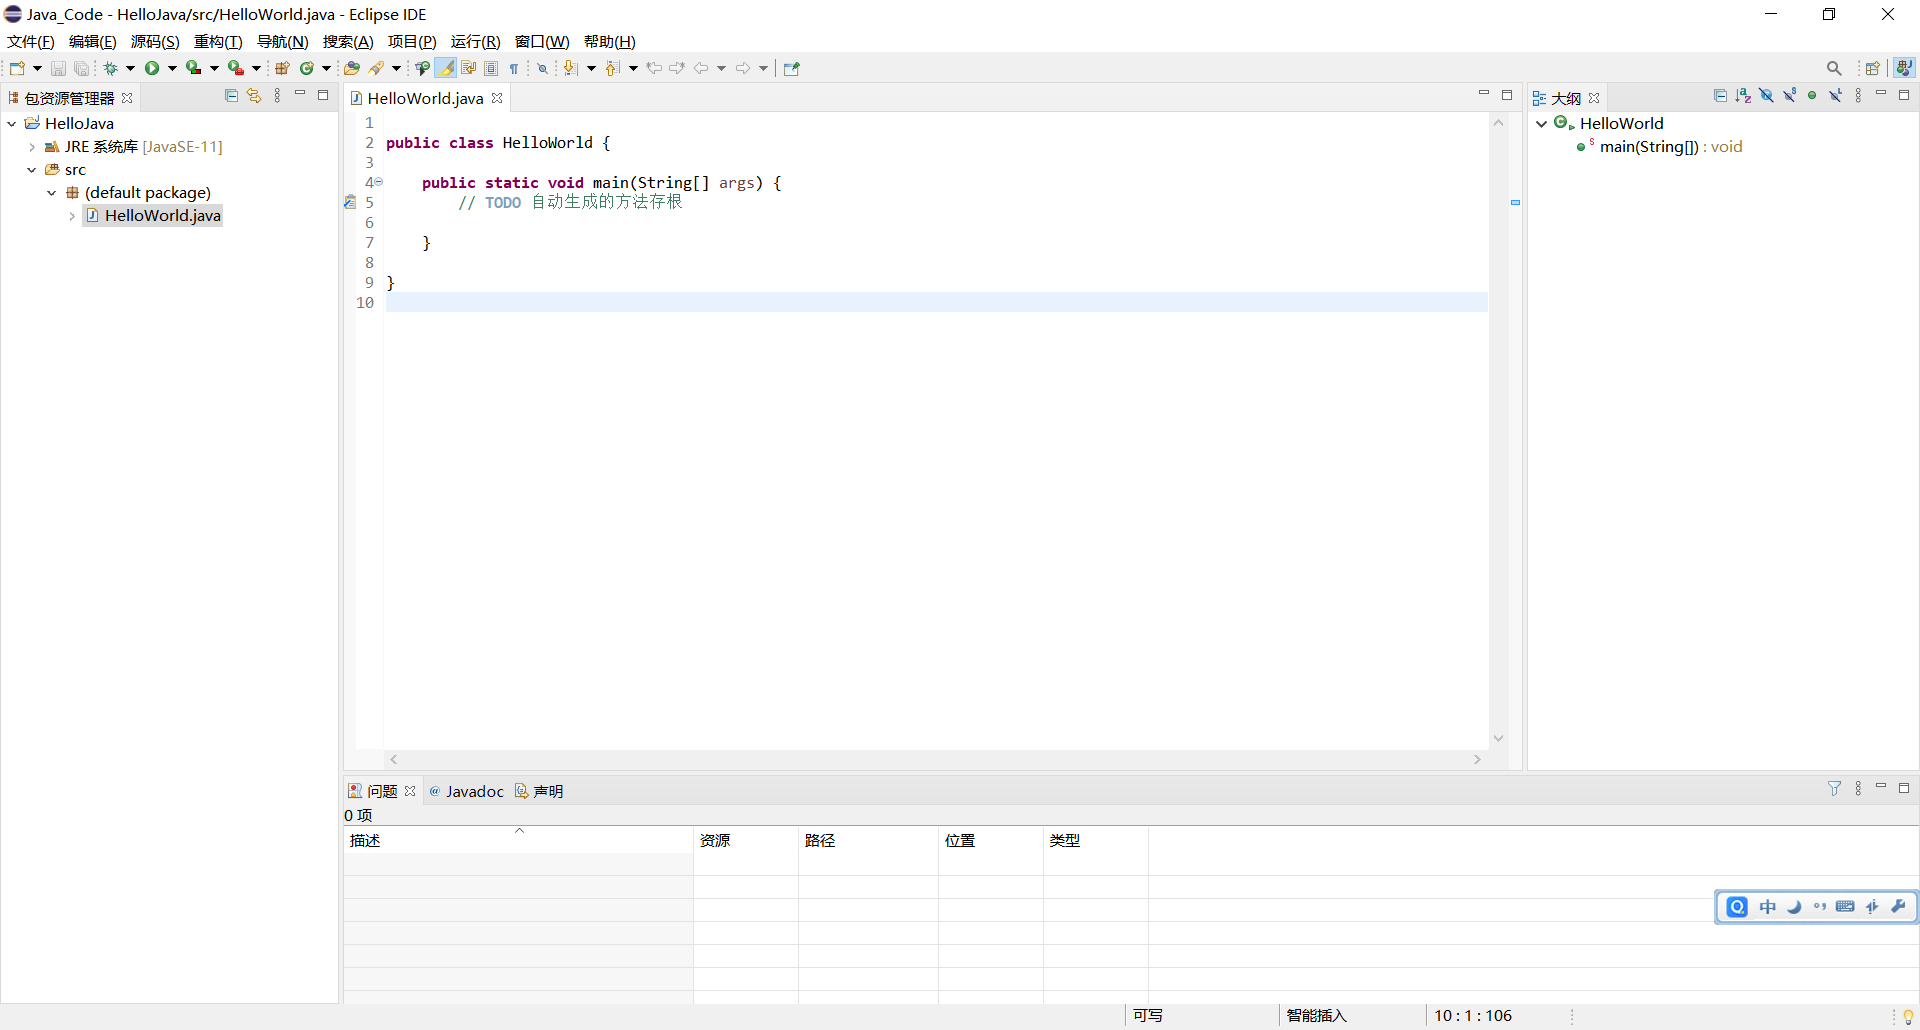 Java_Code - HelloJava/src/HelloWorld.java - Eclipse IDE
文件(F) 编辑(E) 源码(S) 重构(T) 导航(N) 搜索(A) 项目(P) 运行(R) 窗口(W) 帮助(H)
包资源管理器
HelloJava
JRE 系统库 [JavaSE-11]
src
(default package)
HelloWorld.java
HelloWorld.java
1
2 public class HelloWorld {
3
4 public static void main(String[] args) {
5 // TODO 自动生成的方法存根
6
7 }
8
9 }
10
大纲
HelloWorld
main(String[]) : void
问题 @ Javadoc 声明
0 项
描述 资源 路径 位置 类型
中
可写 智能插入 10 : 1 : 106